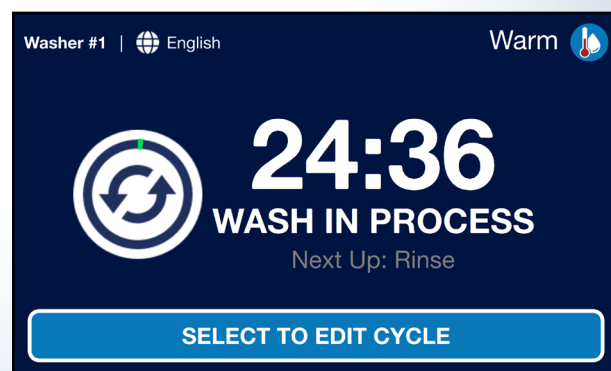 Washer #1 | English
Warm
24:36
WASH IN PROCESS
Next Up: Rinse
SELECT TO EDIT CYCLE